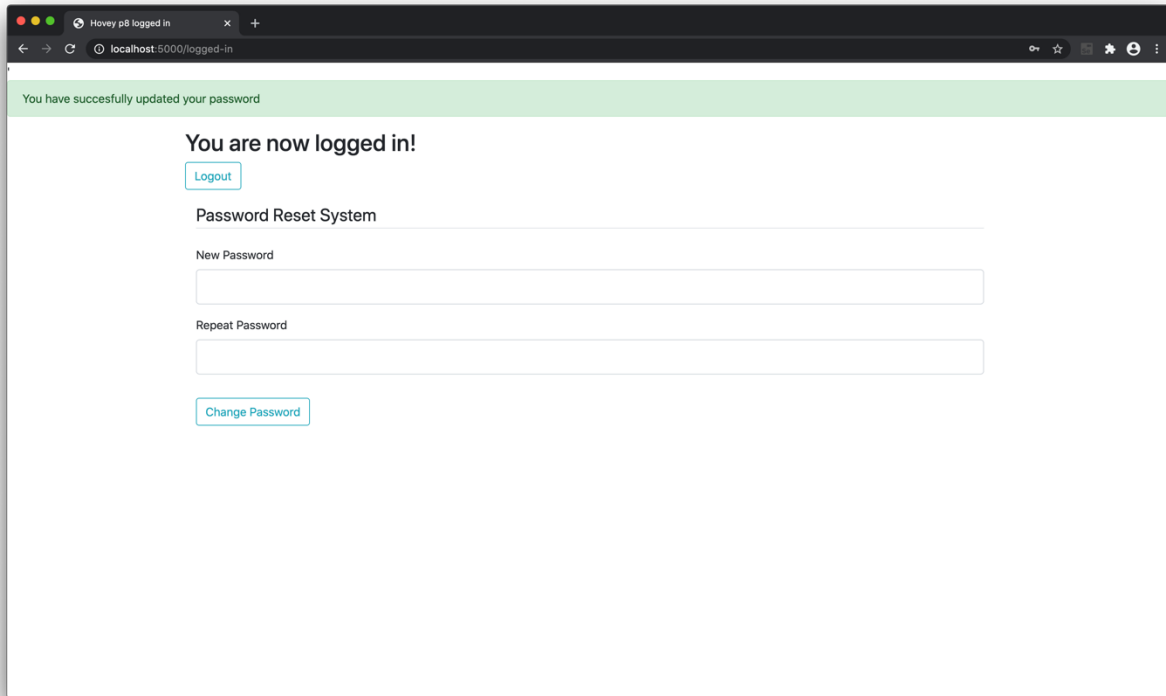 Hovey p8 logged in
localhost:5000/logged-in
You have succesfully updated your password
You are now logged in!
Logout
Password Reset System
New Password
Repeat Password
Change Password